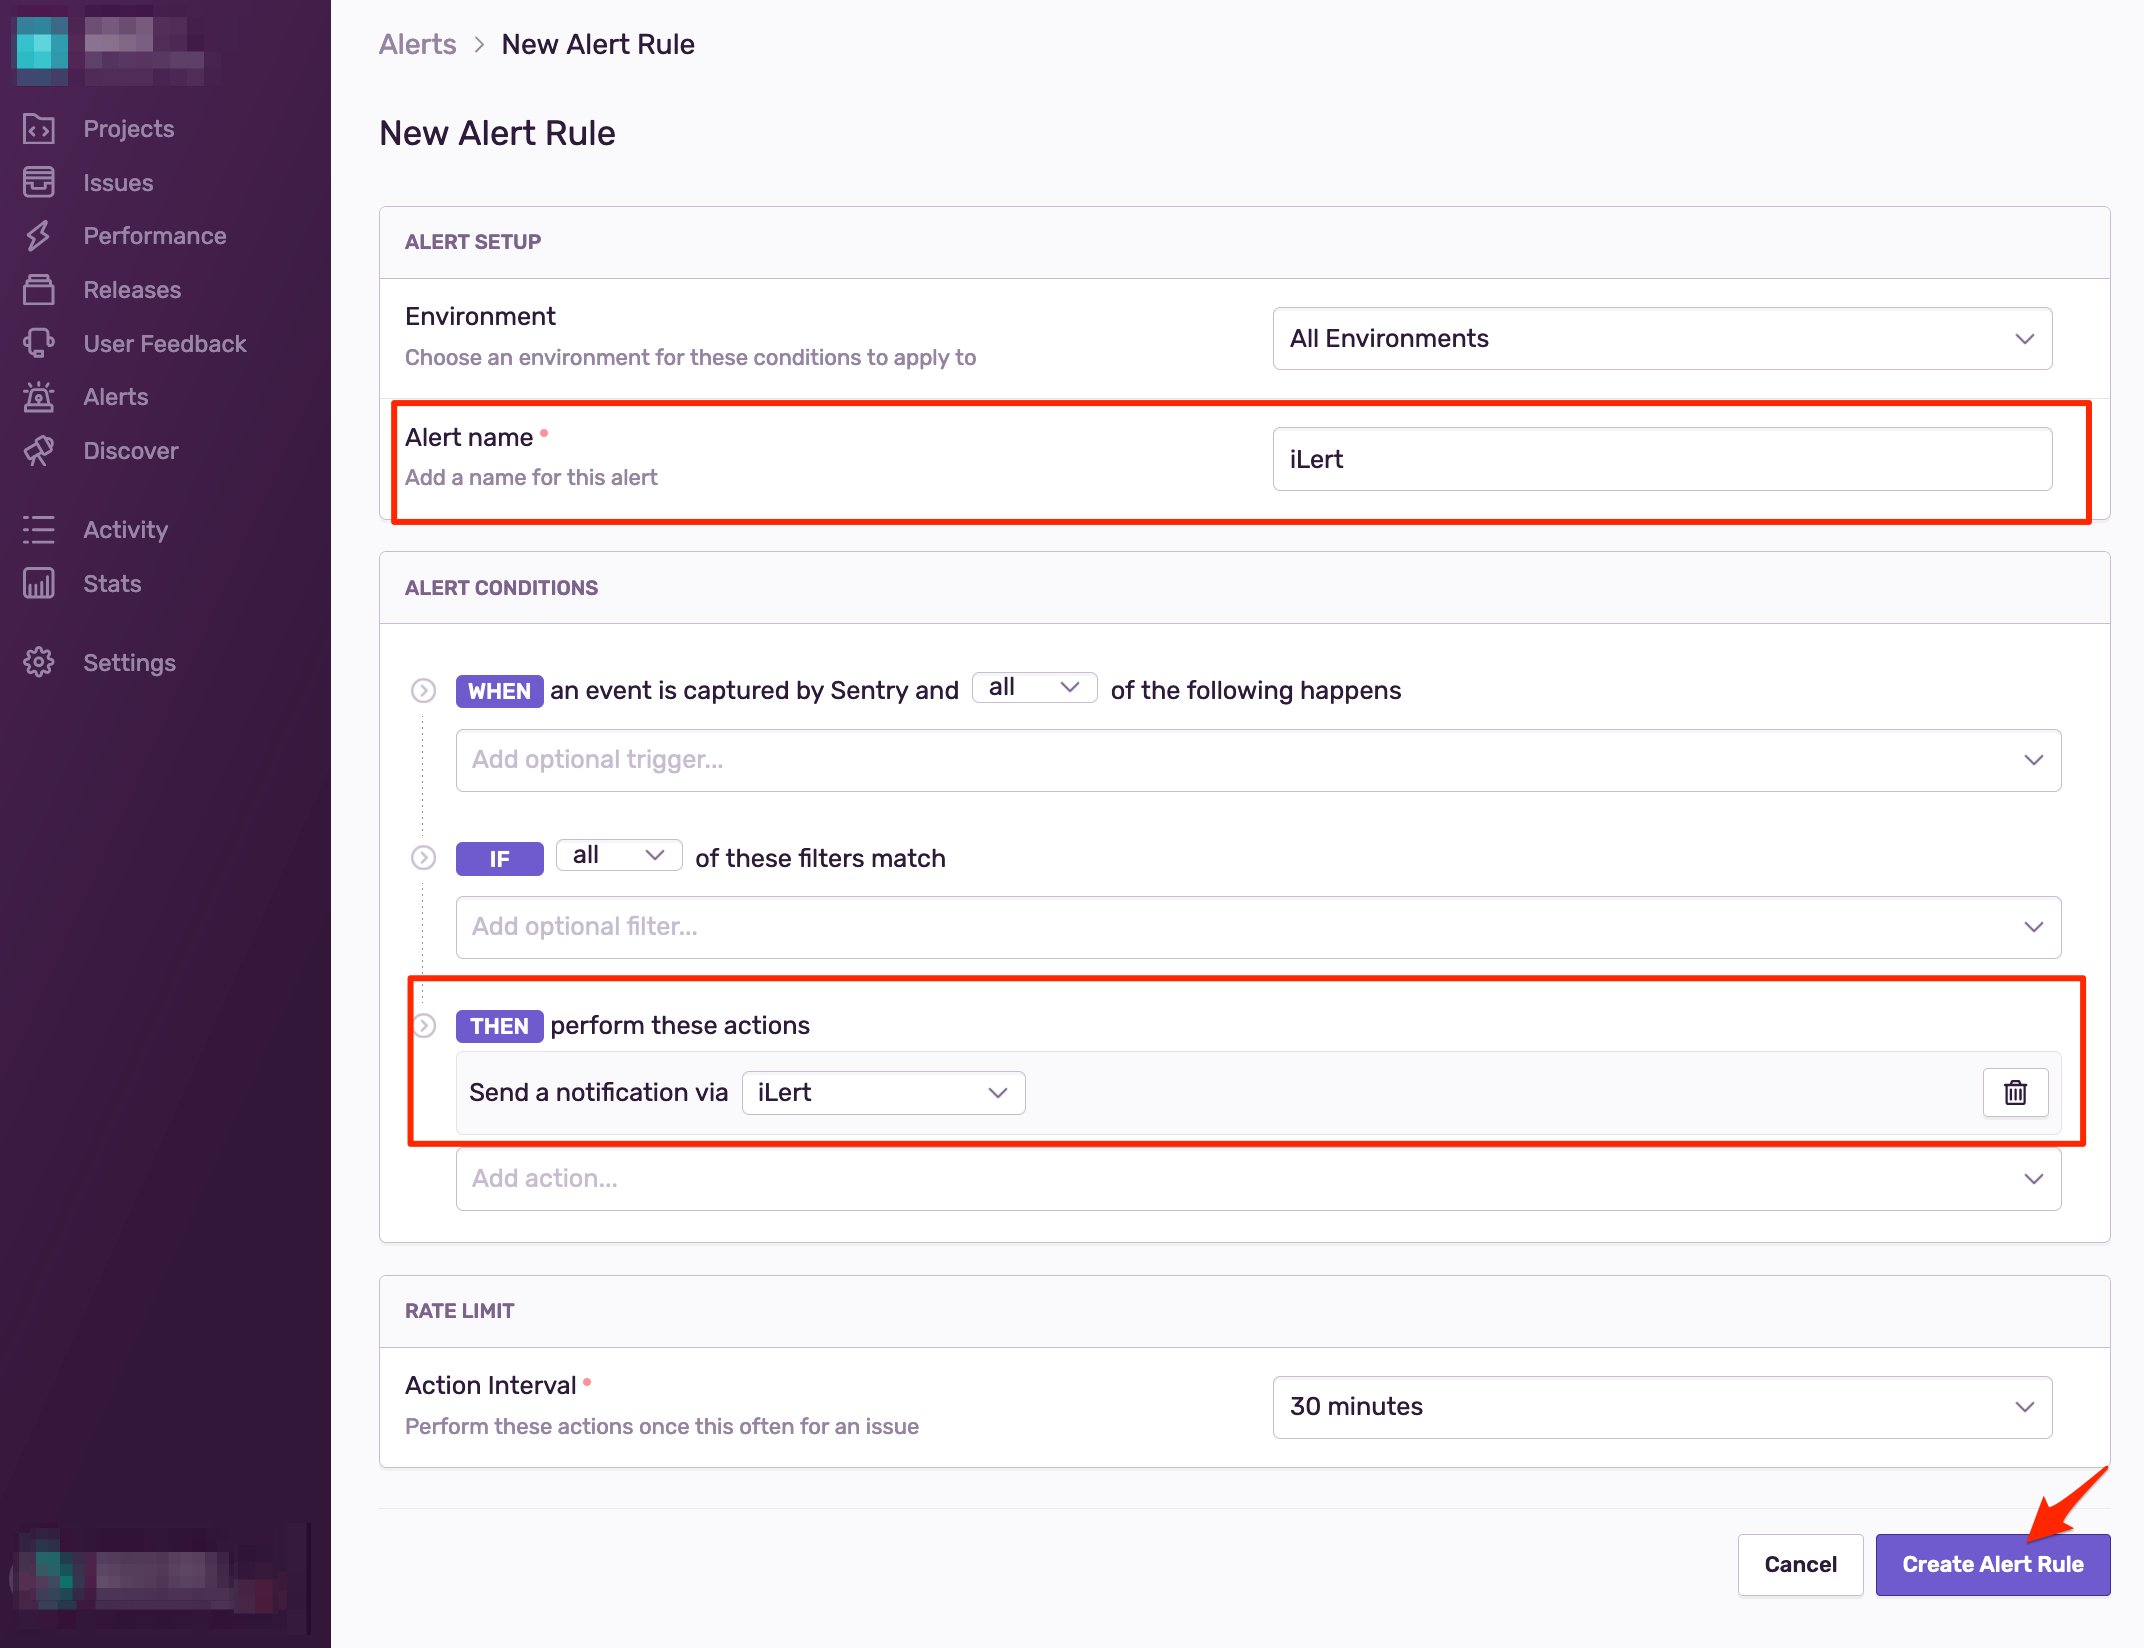 Projects
Issues
Performance
Releases
User Feedback
Alerts
Discover
Activity
Stats
Settings
Alerts > New Alert Rule
New Alert Rule
ALERT SETUP
Environment
Choose an environment for these conditions to apply to
All Environments
Alert name
Add a name for this alert
iLert
ALERT CONDITIONS
WHEN an event is captured by Sentry and all of the following happens
Add optional trigger...
IF all of these filters match
Add optional filter...
THEN perform these actions
Send a notification via iLert
Add action...
RATE LIMIT
Action Interval
Perform these actions once this often for an issue
30 minutes
Cancel
Create Alert Rule